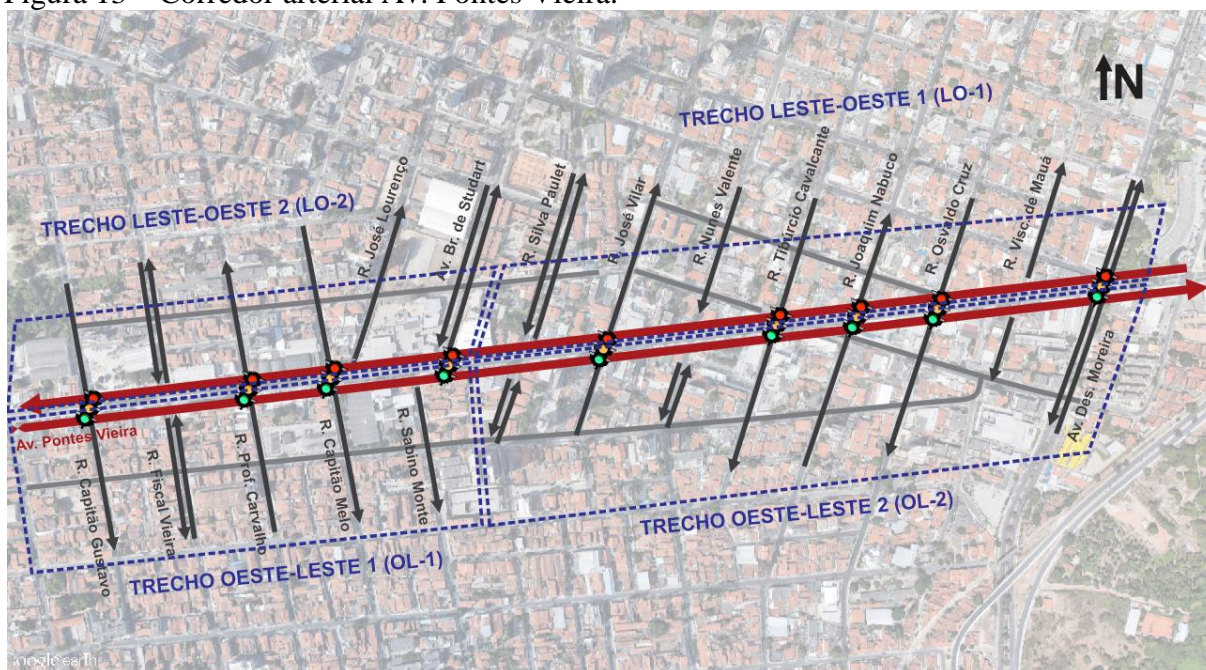 Figura 15 – Corredor arterial Av. Pontes Vieira.
N
TRECHO LESTE-OESTE 1 (LO-1)
TRECHO LESTE-OESTE 2 (LO-2)
R. José Lourenço
Av. Br. de Studart
R. Silva Paulet
R. José Vilar
R. Nunes Valente
R. Tiburcio Cavalcante
R. Joaquim Nabuco
R. Osvaldo Cruz
R. Visc. de Mauá
Av. Pontes Vieira
R. Capitão Gustavo
R. Fiscal Vieira
R. Prof. Carvalho
R. Capitão Melo
R. Sabino Monte
Av. Des. Moreira
TRECHO OESTE-LESTE 2 (OL-2)
TRECHO OESTE-LESTE 1 (OL-1)
google earth